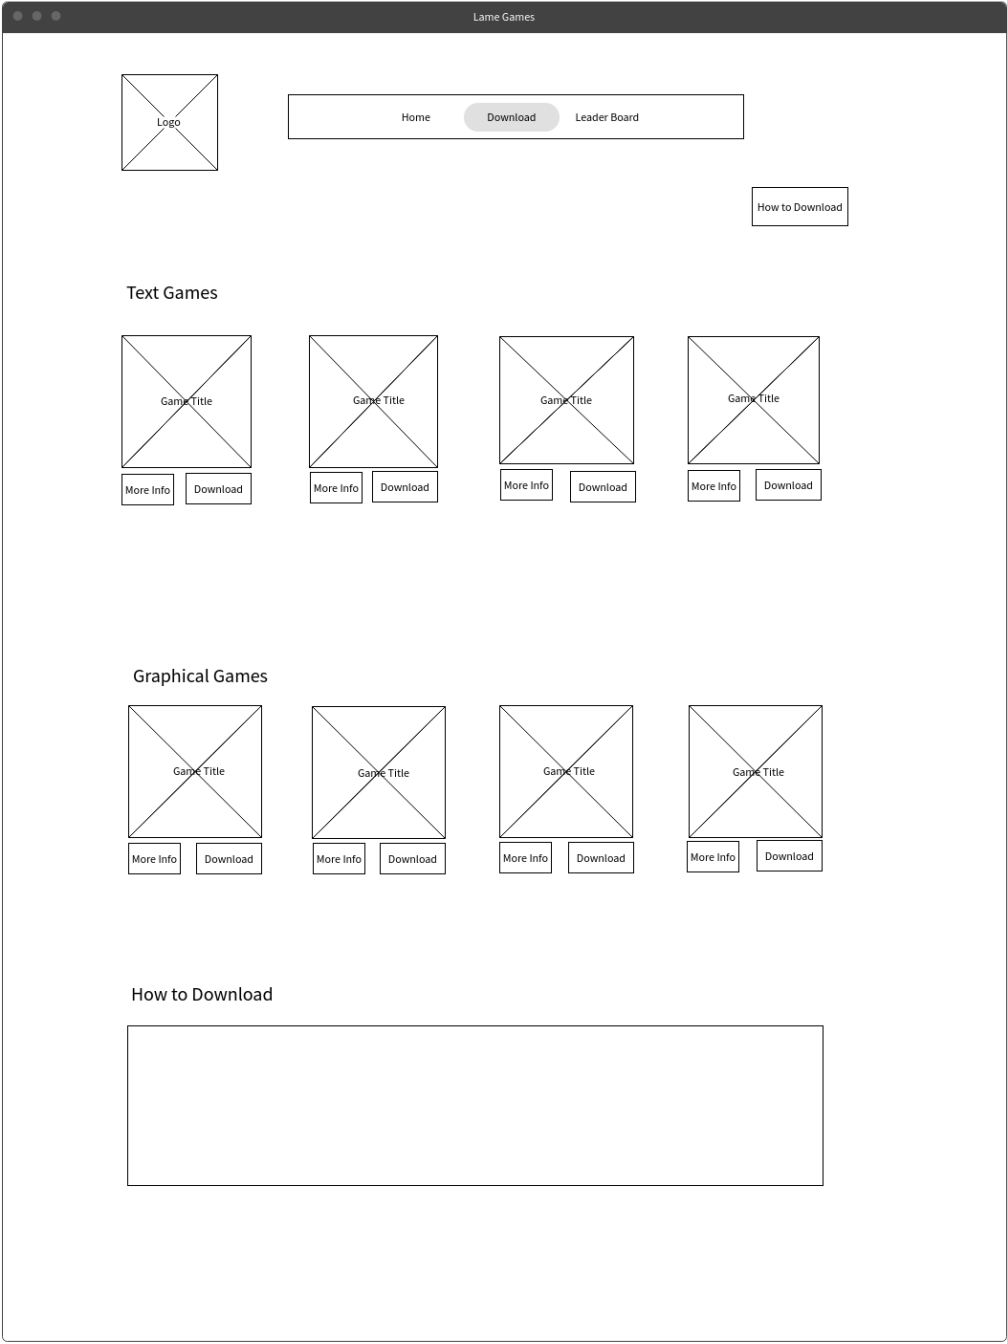 Lame Games
Logo
Home Download Leader Board
How to Download
Text Games
Game Title Game Title Game Title Game Title
More Info Download More Info Download More Info Download More Info Download
Graphical Games
Game Title Game Title Game Title Game Title
More Info Download More Info Download More Info Download More Info Download
How to Download